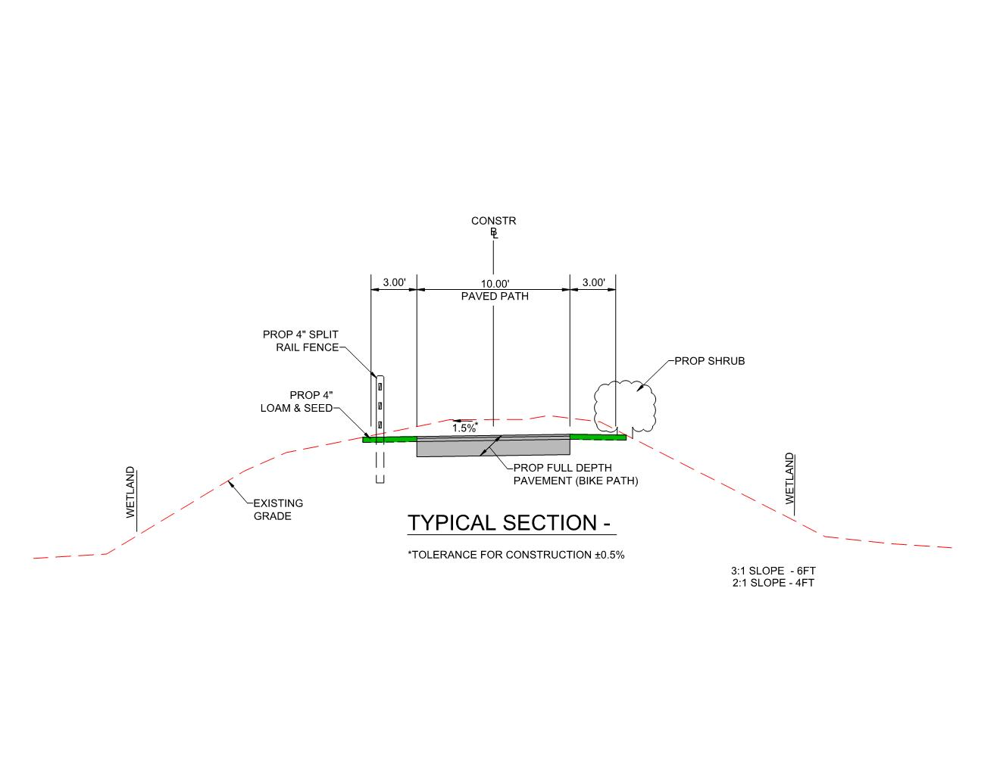 CONSTR
BL
3.00'
10.00'
3.00'
PAVED PATH
PROP 4" SPLIT
RAIL FENCE
PROP SHRUB
PROP 4"
LOAM & SEED
1.5%*
PROP FULL DEPTH
PAVEMENT (BIKE PATH)
WETLAND
WETLAND
EXISTING
GRADE
TYPICAL SECTION -
*TOLERANCE FOR CONSTRUCTION ±0.5%
3:1 SLOPE - 6FT
2:1 SLOPE - 4FT